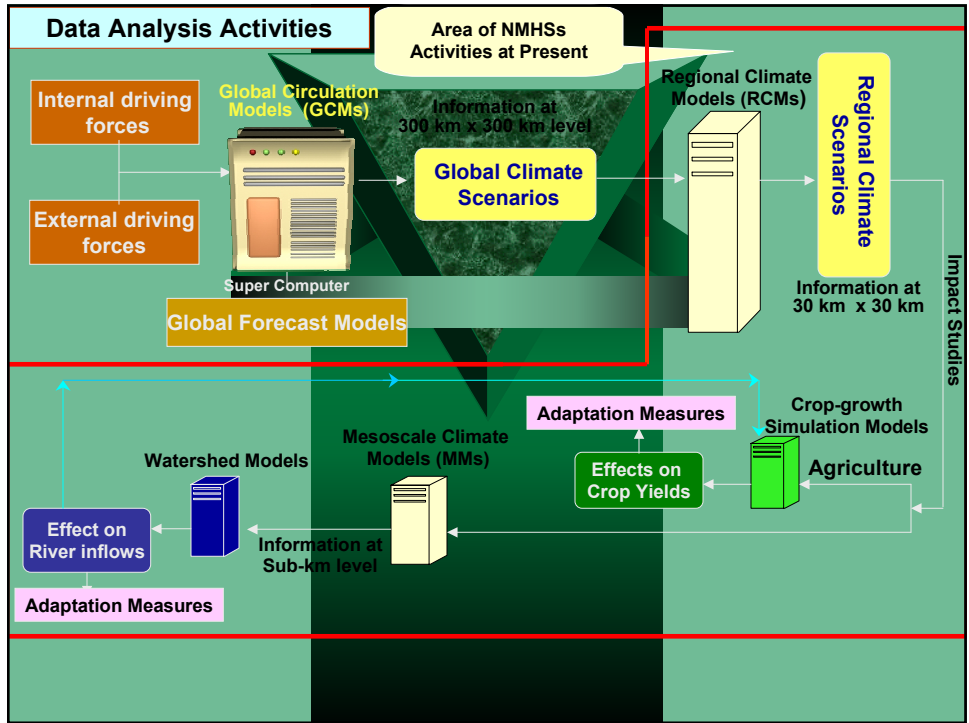 Data Analysis Activities
Area of NMHSs
Activities at Present
Internal driving
forces
External driving
forces
Global Circulation
Models (GCMs)
Super Computer
Global Forecast Models
Information at
300 km x 300 km level
Global Climate
Scenarios
Regional Climate
Models (RCMs)
Regional Climate
Scenarios
Information at
30 km x 30 km
Impact Studies
Crop-growth
Simulation Models
Agriculture
Adaptation Measures
Effects on
Crop Yields
Mesoscale Climate
Models (MMs)
Information at
Sub-km level
Watershed Models
Effect on
River inflows
Adaptation Measures